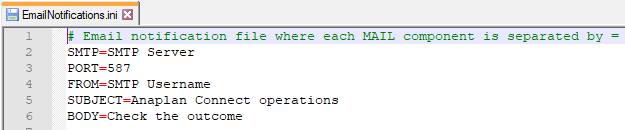 EmailNotifications.ini
1 # Email notification file where each MAIL component is separated by =
2 SMTP=SMTP Server
3 PORT=587
4 FROM=SMTP Username
5 SUBJECT=Anaplan Connect operations
6 BODY=Check the outcome